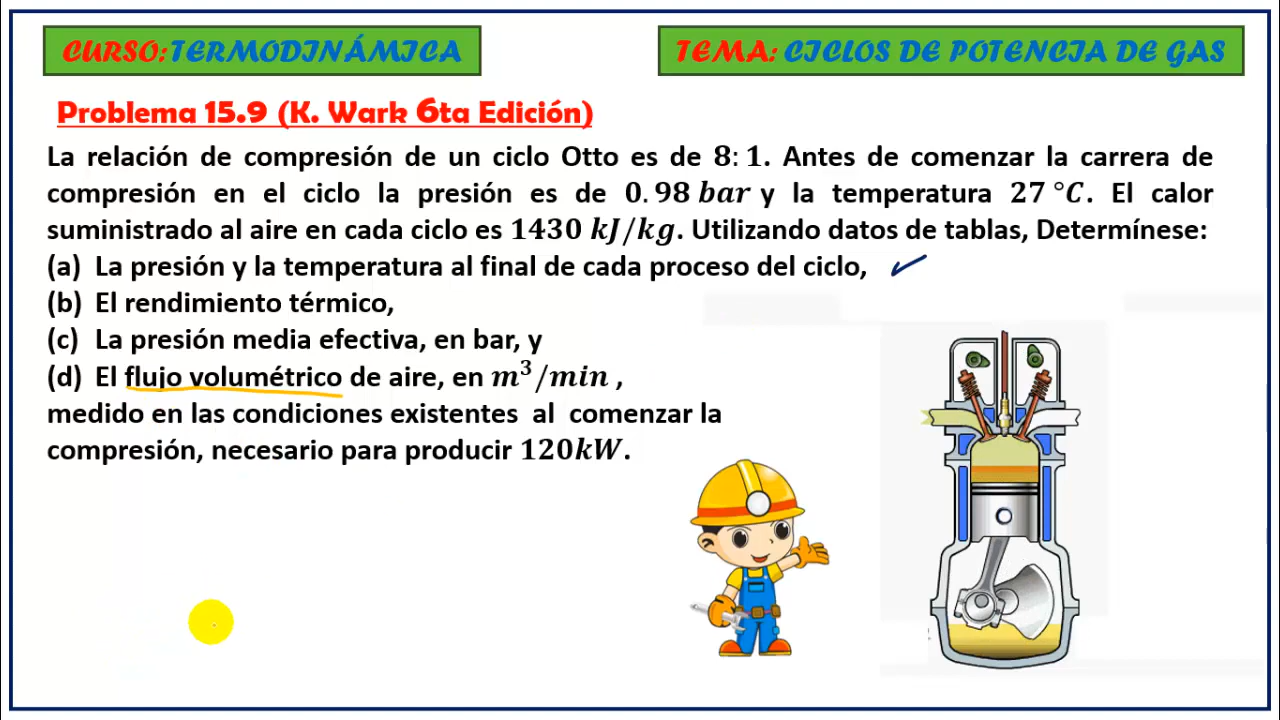 CURSO: TERMODINÁMICA
TEMA: CICLOS DE POTENCIA DE GAS
Problema 15.9 (K. Wark 6ta Edición)
La relación de compresión de un ciclo Otto es de 8: 1. Antes de comenzar la carrera de
compresión en el ciclo la presión es de 0.98 bar y la temperatura 27 °C. El calor
suministrado al aire en cada ciclo es 1430 kJ/kg. Utilizando datos de tablas, Determínese:
(a) La presión y la temperatura al final de cada proceso del ciclo,
(b) El rendimiento térmico,
(c) La presión media efectiva, en bar, y
(d) El flujo volumétrico de aire, en m³/min ,
medido en las condiciones existentes al comenzar la
compresión, necesario para producir 120kW.